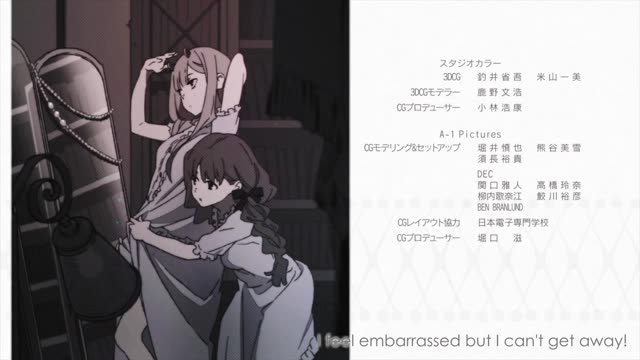 スタジオカラー
3DCG 釣井省吾 米山一美
3DCGモデラー 鹿野文浩
CGプロデューサー 小林浩康
A-1 Pictures
CGモデリング&セットアップ 堀井慎也 熊谷美雪
須長裕貴
DEC
関口雅人 高橋玲奈
柳内歌奈江 鮫川裕彦
BEN BRANLUND
CGレイアウト協力 日本電子専門学校
CGプロデューサー 堀口 滋
I feel embarrassed but I can't get away!